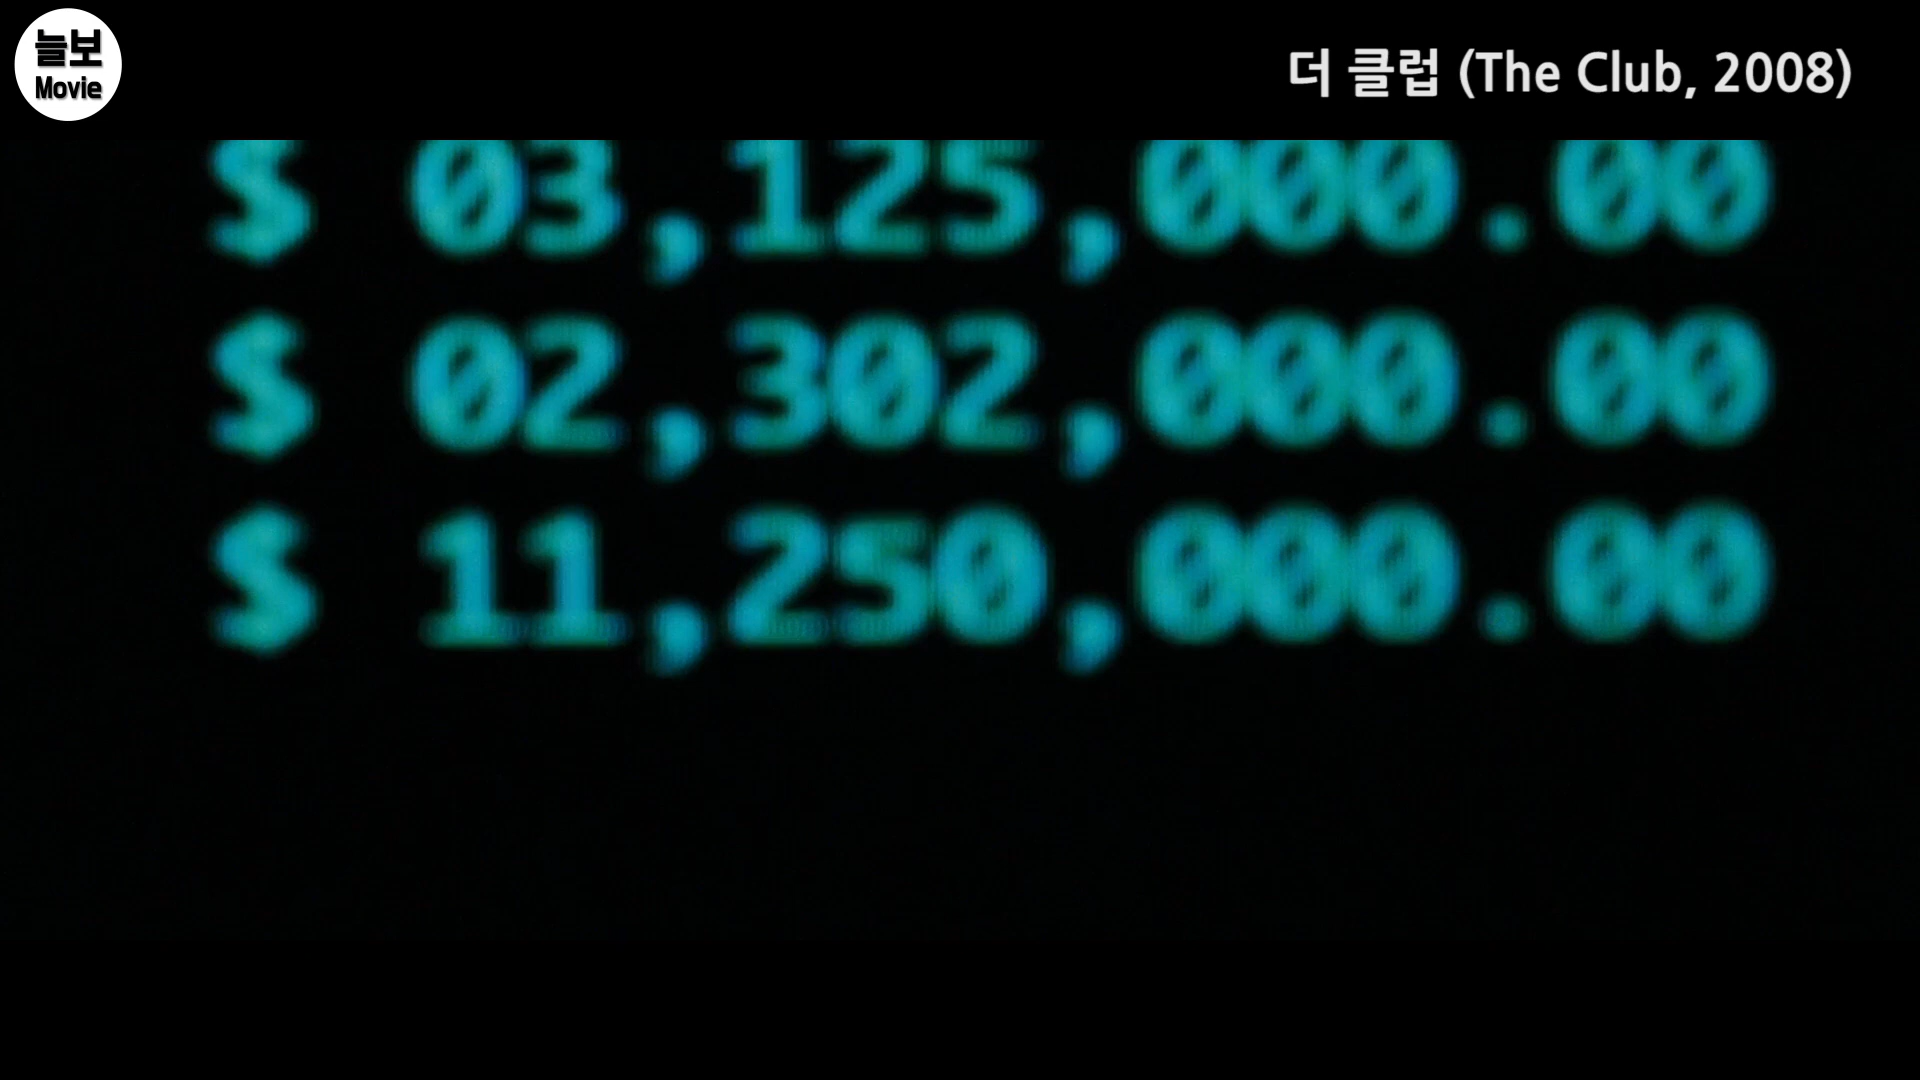 늘보
Movie
더 클럽 (The Club, 2008)
$ 03,125,000.00
$ 02,302,000.00
$ 11,250,000.00